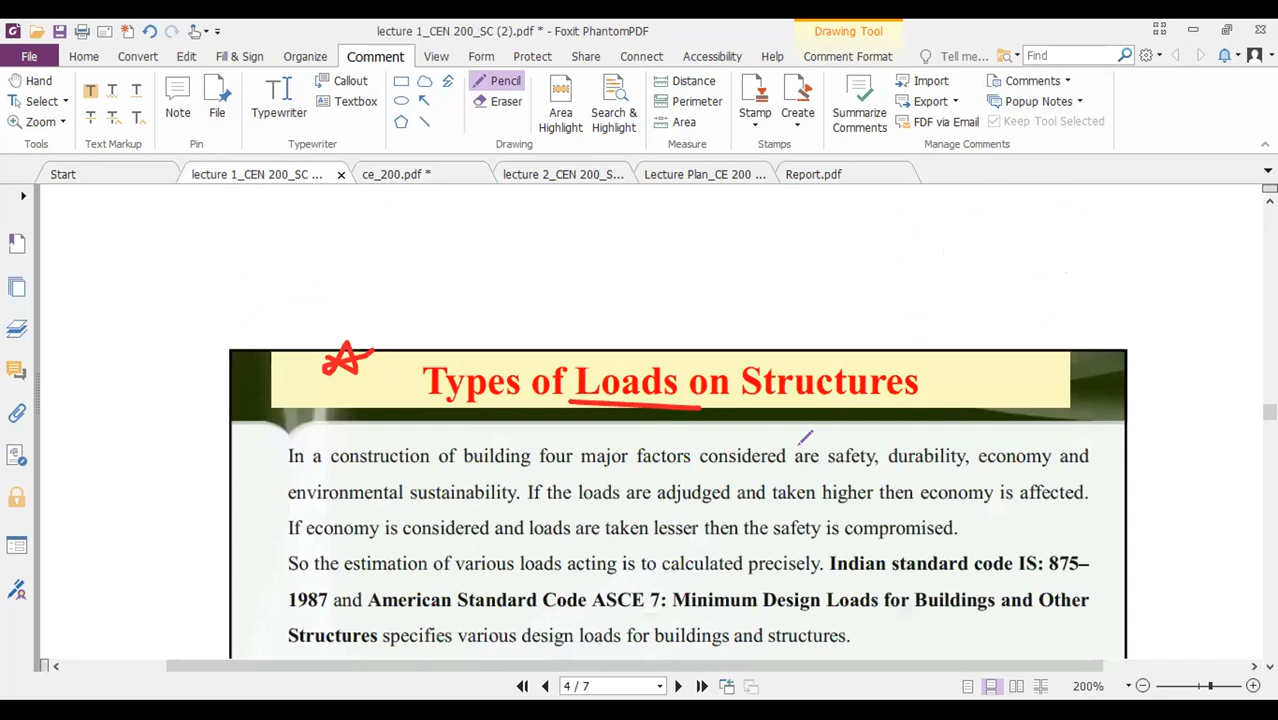 lecture 1_CEN 200_SC (2).pdf * - Foxit PhantomPDF
Drawing Tool
File Home Convert Edit Fill & Sign Organize Comment View Form Protect Share Connect Accessibility Help Comment Format Tell me... Find
Hand Callout Pencil Distance Import Comments
Select Note File Typewriter Textbox Eraser Area Highlight Search & Highlight Perimeter Stamp Create Summarize Comments Export Popup Notes
Zoom Area FDF via Email Keep Tool Selected
Tools Text Markup Pin Typewriter Drawing Measure Stamps Manage Comments
Start lecture 1_CEN 200_SC ... ce_200.pdf * lecture 2_CEN 200_S... Lecture Plan_CE 200 ... Report.pdf
Types of Loads on Structures
In a construction of building four major factors considered are safety, durability, economy and
environmental sustainability. If the loads are adjudged and taken higher then economy is affected.
If economy is considered and loads are taken lesser then the safety is compromised.
So the estimation of various loads acting is to calculated precisely. Indian standard code IS: 875–
1987 and American Standard Code ASCE 7: Minimum Design Loads for Buildings and Other
Structures specifies various design loads for buildings and structures.
4 / 7 200%